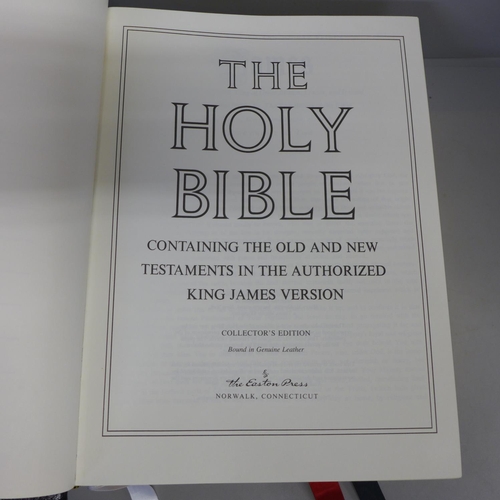 THE
HOLY
BIBLE
CONTAINING THE OLD AND NEW
TESTAMENTS IN THE AUTHORIZED
KING JAMES VERSION
COLLECTOR'S EDITION
Bound in Genuine Leather
The Easton Press
NORWALK, CONNECTICUT